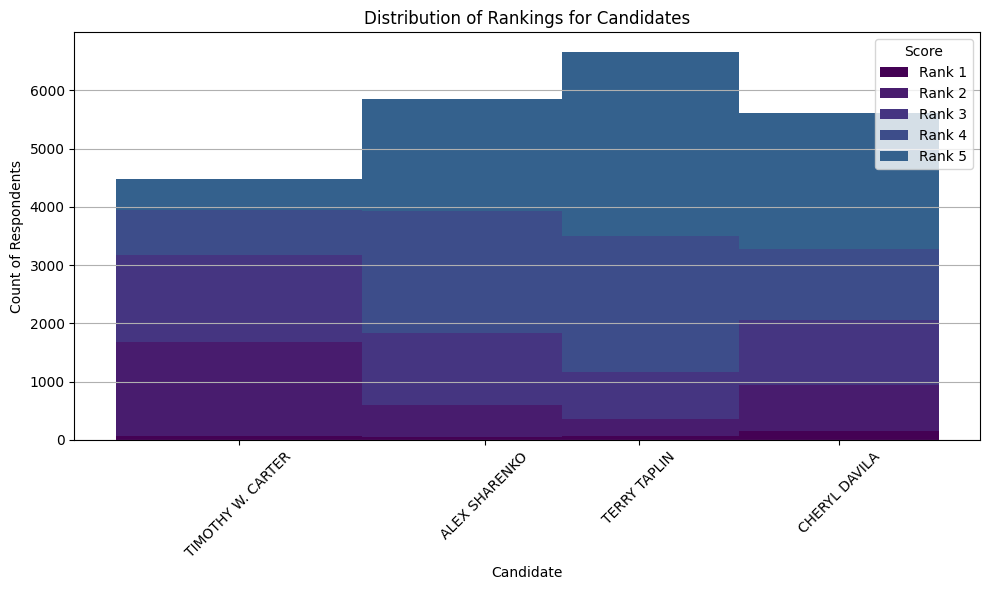 Distribution of Rankings for Candidates
Score
Rank 1
Rank 2
Rank 3
Rank 4
Rank 5
Count of Respondents
6000
5000
4000
3000
2000
1000
0
TIMOTHY W. CARTER
ALEX SHARENKO
TERRY TAPLIN
CHERYL DAVILA
Candidate